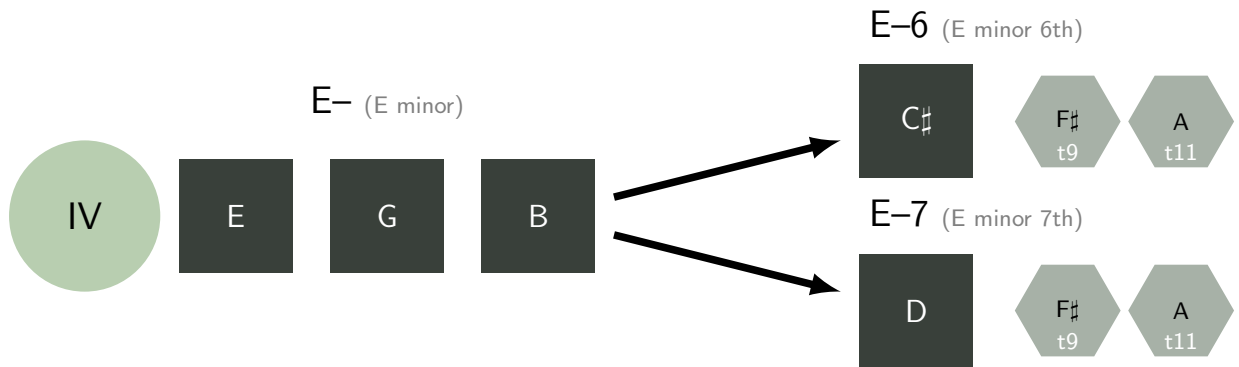 E–6 (E minor 6th)
C♯
F♯
t9
A
t11
E– (E minor)
IV
E
G
B
E–7 (E minor 7th)
D
F♯
t9
A
t11